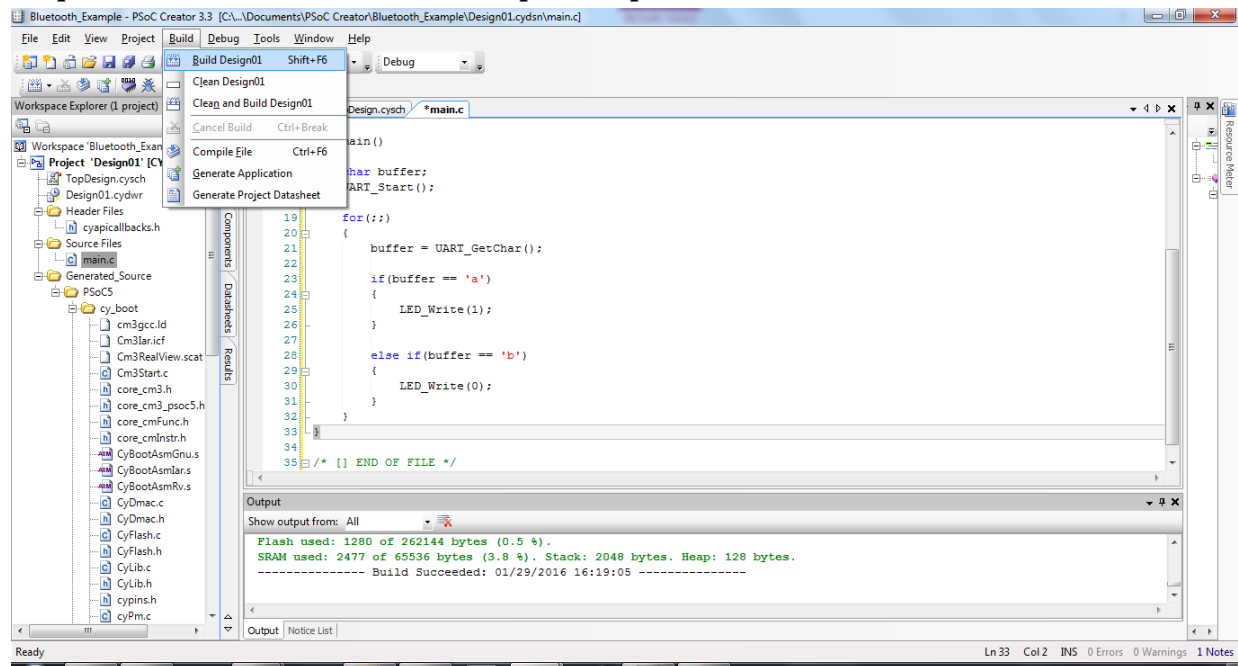 Bluetooth_Example - PSoC Creator 3.3 [C:\...\Documents\PSoC Creator\Bluetooth_Example\Design01.cydsn\main.c]
File Edit View Project Build Debug Tools Window Help
Build Design01 Shift+F6
Debug
Clean Design01
Clean and Build Design01
Cancel Build Ctrl+Break
Compile File Ctrl+F6
Generate Application
Generate Project Datasheet
Workspace Explorer (1 project)
Workspace 'Bluetooth_Exan
Project 'Design01' [CY
TopDesign.cysch
Design01.cydwr
Header Files
cyapicallbacks.h
Source Files
main.c
Generated_Source
PSoC5
cy_boot
cm3gcc.ld
Cm3Iar.icf
Cm3RealView.scat
Cm3Start.c
core_cm3.h
core_cm3_psoc5.h
core_cmFunc.h
core_cmInstr.h
CyBootAsmGnu.s
CyBootAsmIar.s
CyBootAsmRv.s
CyDmac.c
CyDmac.h
CyFlash.c
CyFlash.h
CyLib.c
CyLib.h
cypins.h
cyPm.c
Components
Datasheets
Results
Design.cysch *main.c
ain()
har buffer;
ART_Start();
19 for(;;)
20 {
21 buffer = UART_GetChar();
22
23 if(buffer == 'a')
24 {
25 LED_Write(1);
26 }
27
28 else if(buffer == 'b')
29 {
30 LED_Write(0);
31 }
32 }
33 }
34
35 /* [] END OF FILE */
Resource Meter
Output
Show output from: All
Flash used: 1280 of 262144 bytes (0.5 %).
SRAM used: 2477 of 65536 bytes (3.8 %). Stack: 2048 bytes. Heap: 128 bytes.
--------------- Build Succeeded: 01/29/2016 16:19:05 ---------------
Output Notice List
Ready
Ln 33 Col 2 INS 0 Errors 0 Warnings 1 Notes